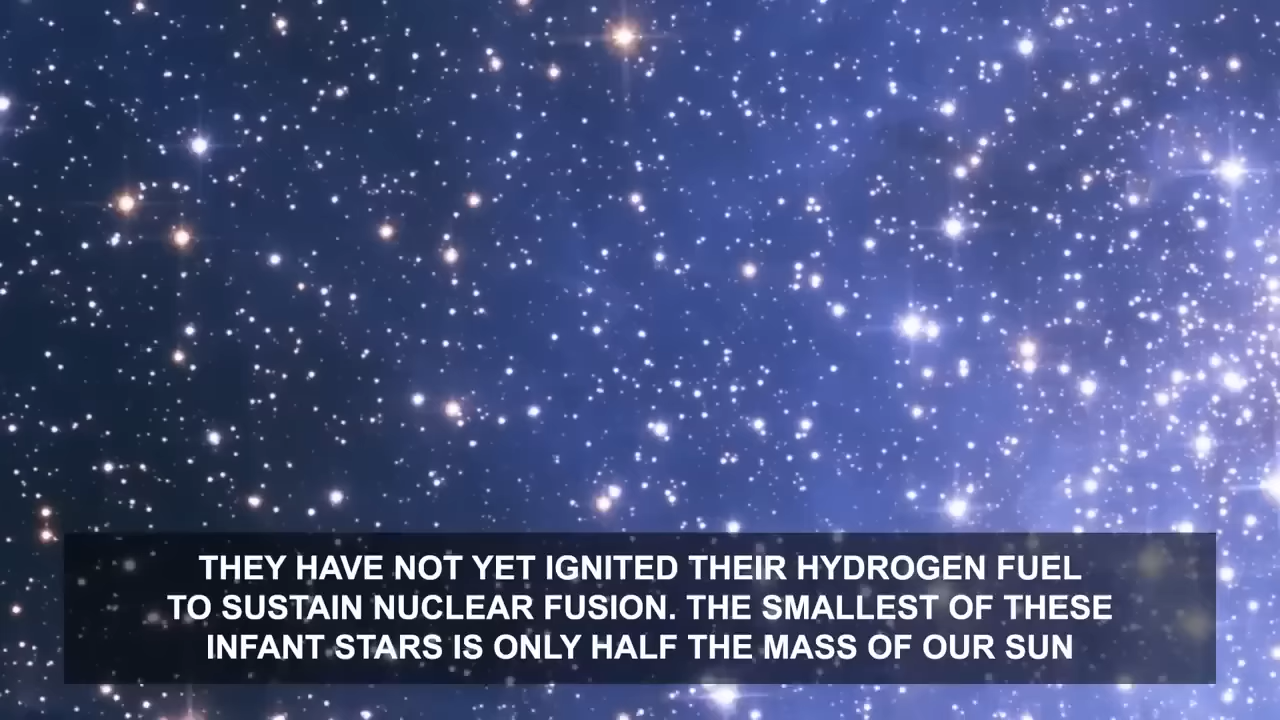 THEY HAVE NOT YET IGNITED THEIR HYDROGEN FUEL
TO SUSTAIN NUCLEAR FUSION. THE SMALLEST OF THESE
INFANT STARS IS ONLY HALF THE MASS OF OUR SUN